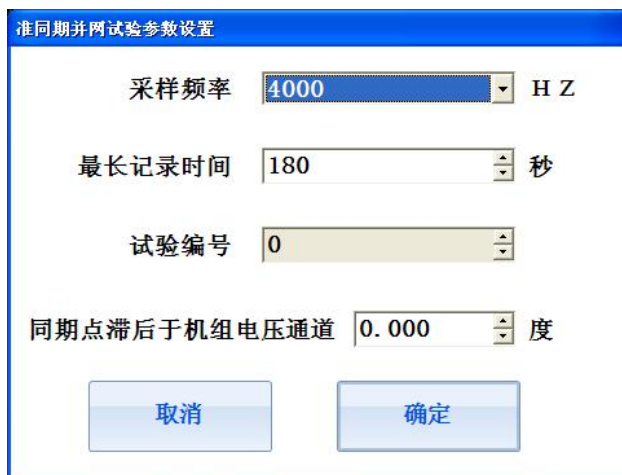 准同期并网试验参数设置
采样频率 4000 H Z
最长记录时间 180 秒
试验编号 0
同期点滞后于机组电压通道 0.000 度
取消 确定